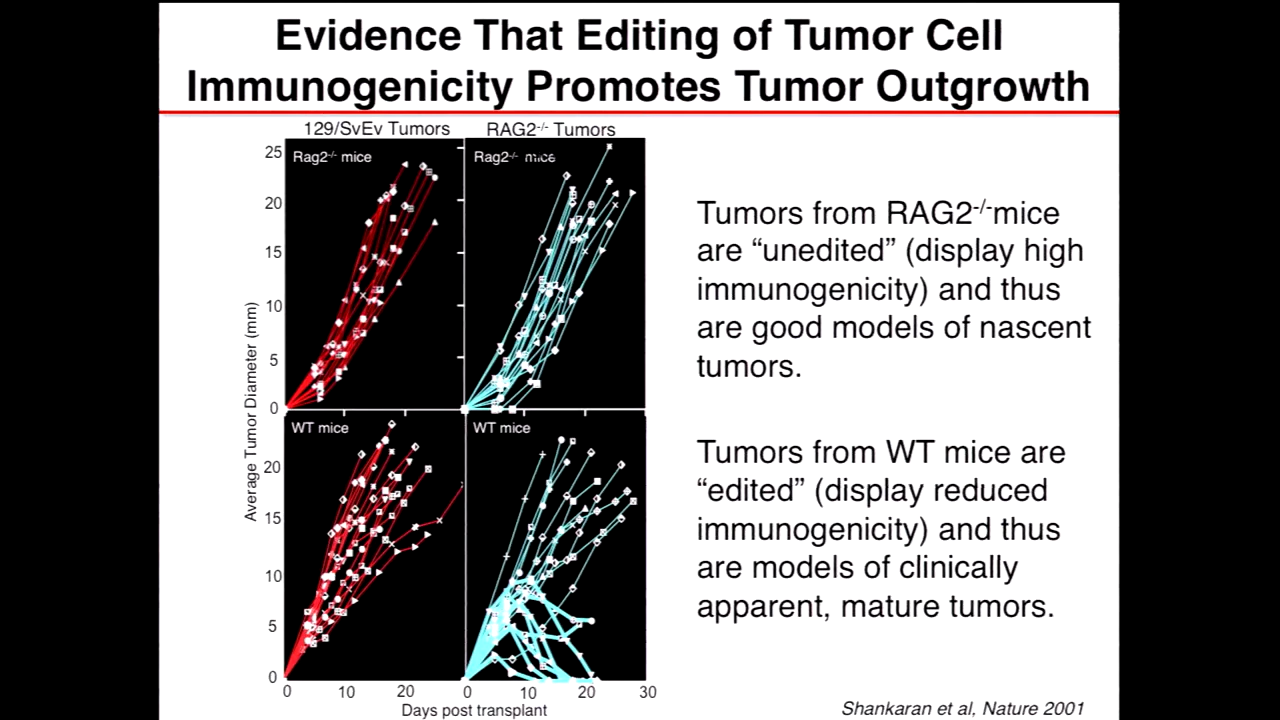 Evidence That Editing of Tumor Cell
Immunogenicity Promotes Tumor Outgrowth
129/SvEv Tumors
RAG2-/- Tumors
Rag2-/- mice
Rag2-/- mice
25
20
15
10
5
0
WT mice
WT mice
20
15
10
5
0
Average Tumor Diameter (mm)
0 10 20 0 10 20 30
Days post transplant
Tumors from RAG2-/-mice
are “unedited” (display high
immunogenicity) and thus
are good models of nascent
tumors.
Tumors from WT mice are
“edited” (display reduced
immunogenicity) and thus
are models of clinically
apparent, mature tumors.
Shankaran et al, Nature 2001